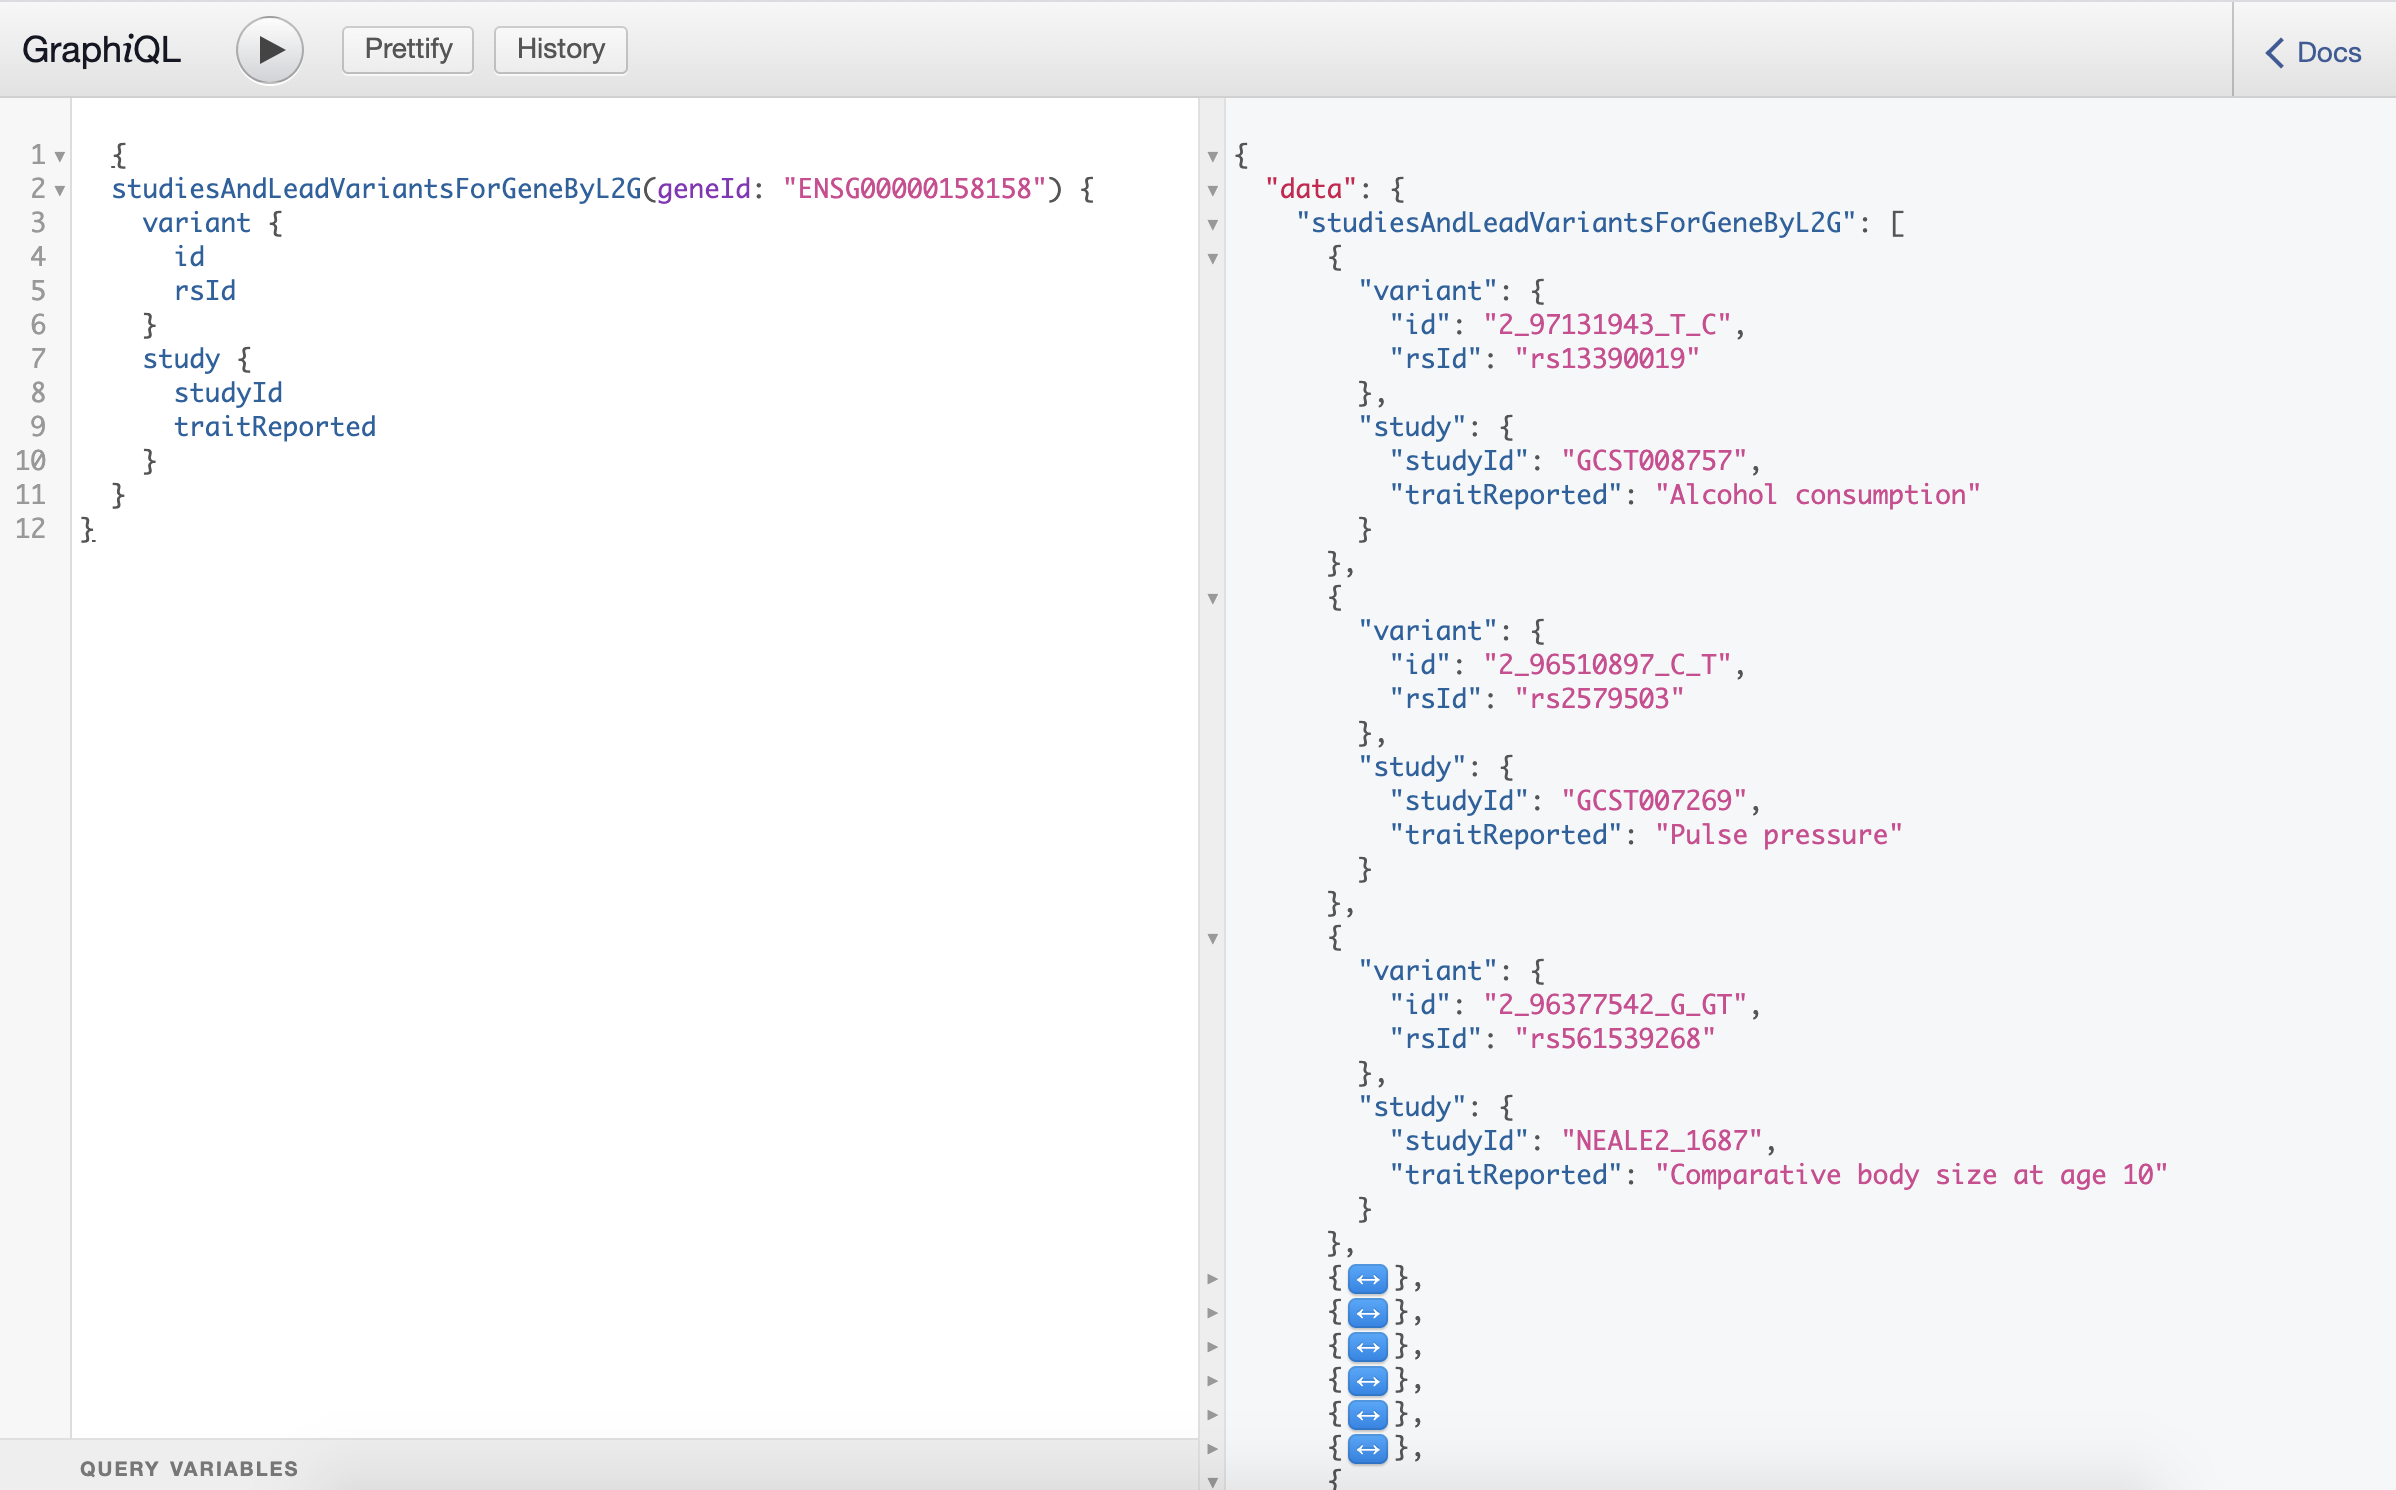 GraphiQL
Prettify
History
Docs
1 {
2 studiesAndLeadVariantsForGeneByL2G(geneId: "ENSG00000158158") {
3 variant {
4 id
5 rsId
6 }
7 study {
8 studyId
9 traitReported
10 }
11 }
12 }
QUERY VARIABLES
{
"data": {
"studiesAndLeadVariantsForGeneByL2G": [
{
"variant": {
"id": "2_97131943_T_C",
"rsId": "rs13390019"
},
"study": {
"studyId": "GCST008757",
"traitReported": "Alcohol consumption"
}
},
{
"variant": {
"id": "2_96510897_C_T",
"rsId": "rs2579503"
},
"study": {
"studyId": "GCST007269",
"traitReported": "Pulse pressure"
}
},
{
"variant": {
"id": "2_96377542_G_GT",
"rsId": "rs561539268"
},
"study": {
"studyId": "NEALE2_1687",
"traitReported": "Comparative body size at age 10"
}
},
{↔},
{↔},
{↔},
{↔},
{↔},
{↔},
{